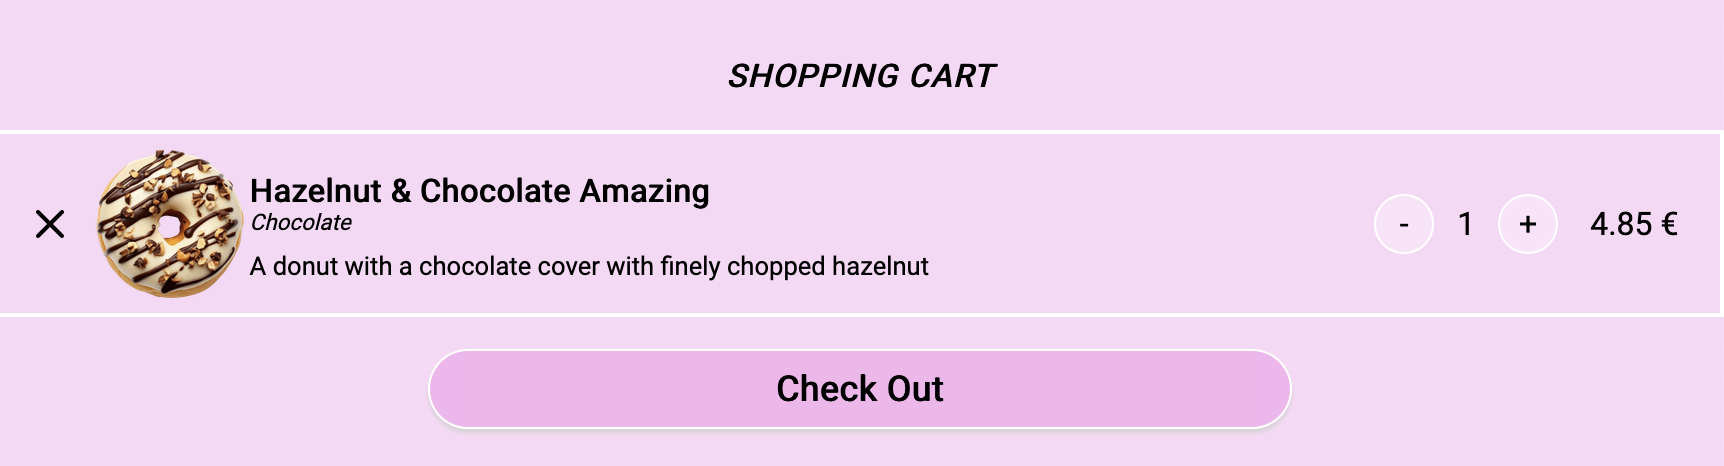 SHOPPING CART
Hazelnut & Chocolate Amazing
Chocolate
A donut with a chocolate cover with finely chopped hazelnut
- 1 + 4.85 €
Check Out